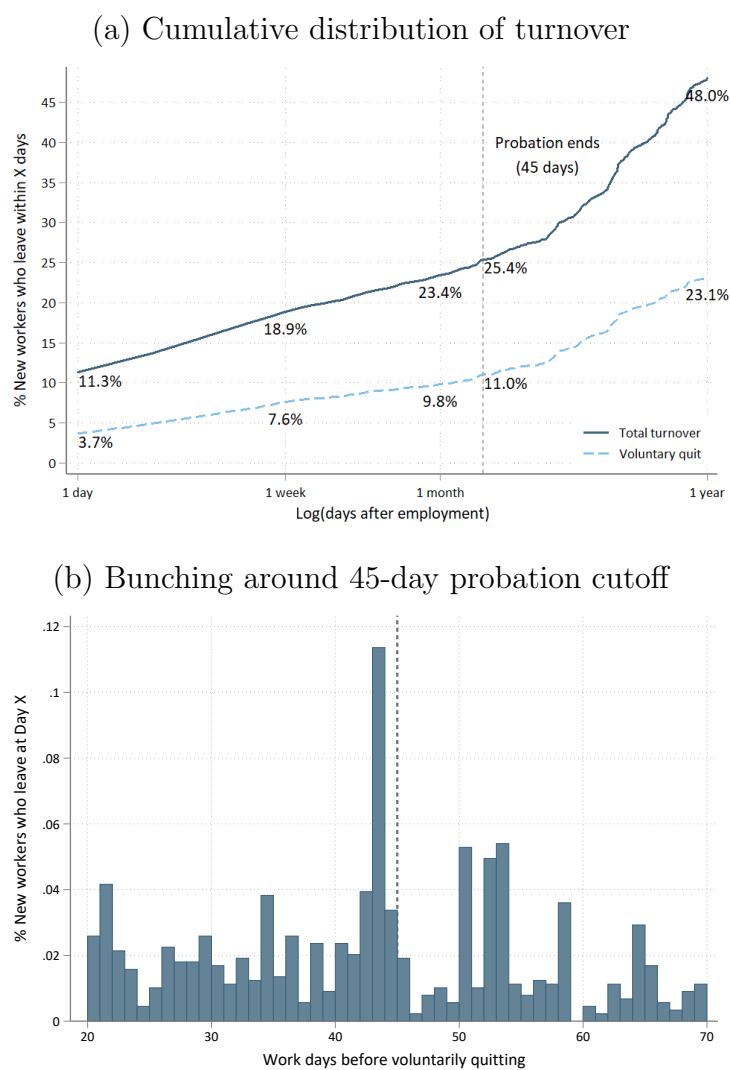 (a) Cumulative distribution of turnover
% New workers who leave within X days
45
40
35
30
25
20
15
10
5
0
Probation ends
(45 days)
48.0%
25.4%
23.4%
18.9%
11.3%
23.1%
11.0%
9.8%
7.6%
3.7%
Total turnover
Voluntary quit
1 day
1 week
1 month
1 year
Log(days after employment)
(b) Bunching around 45-day probation cutoff
% New workers who leave at Day X
.12
.1
.08
.06
.04
.02
0
20
30
40
50
60
70
Work days before voluntarily quitting